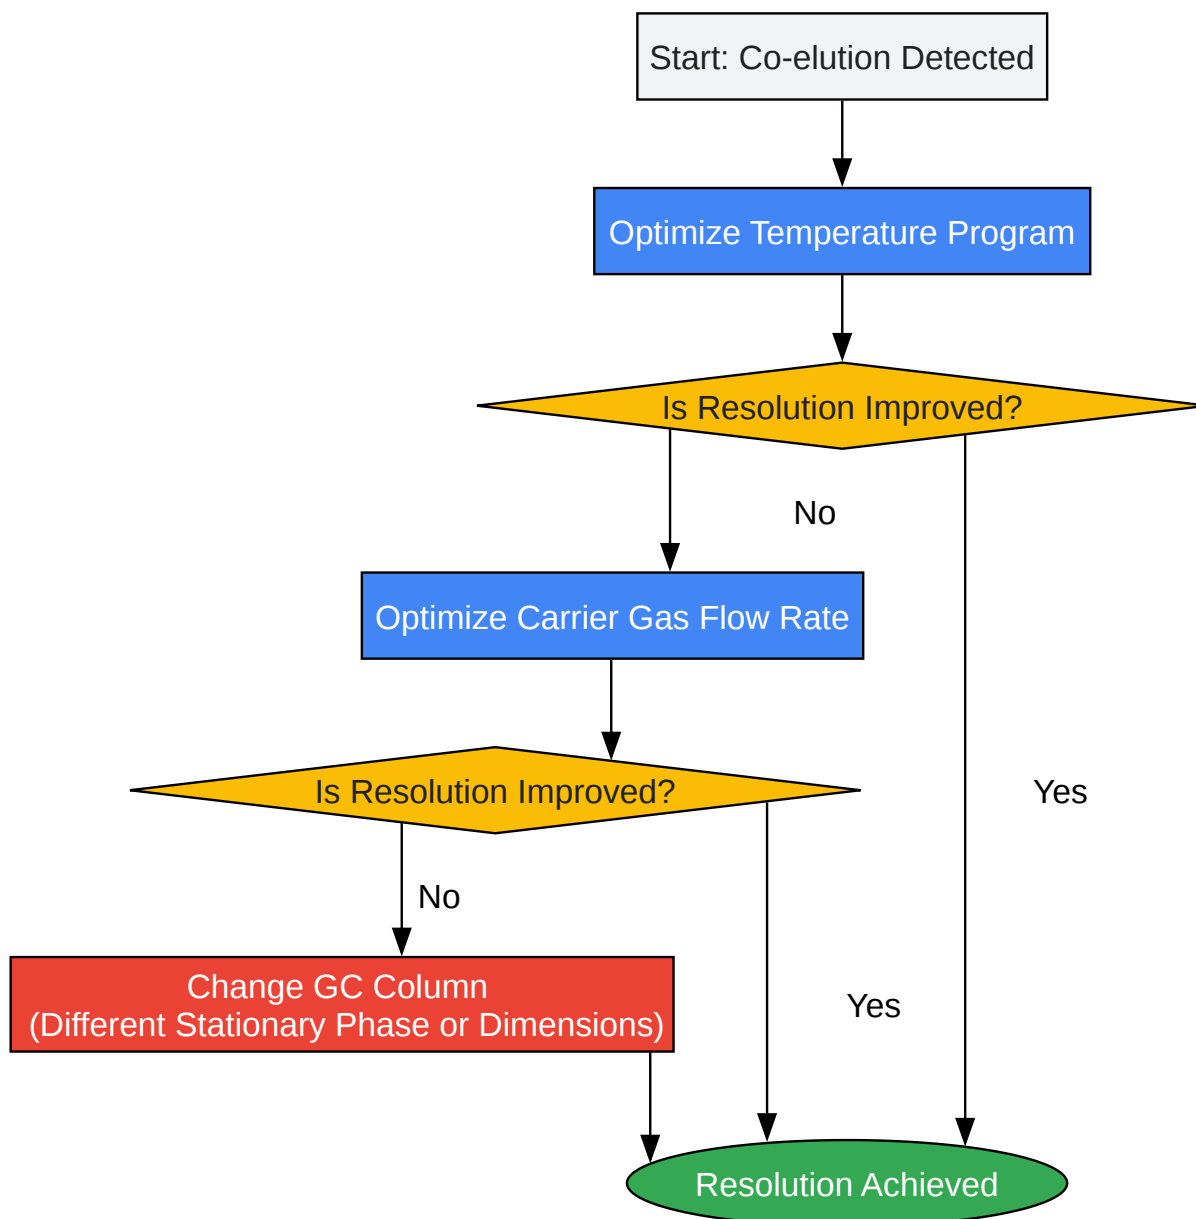 Start: Co-elution Detected
Optimize Temperature Program
Is Resolution Improved?
No
Optimize Carrier Gas Flow Rate
Is Resolution Improved?
Yes
No
Change GC Column
(Different Stationary Phase or Dimensions)
Yes
Resolution Achieved